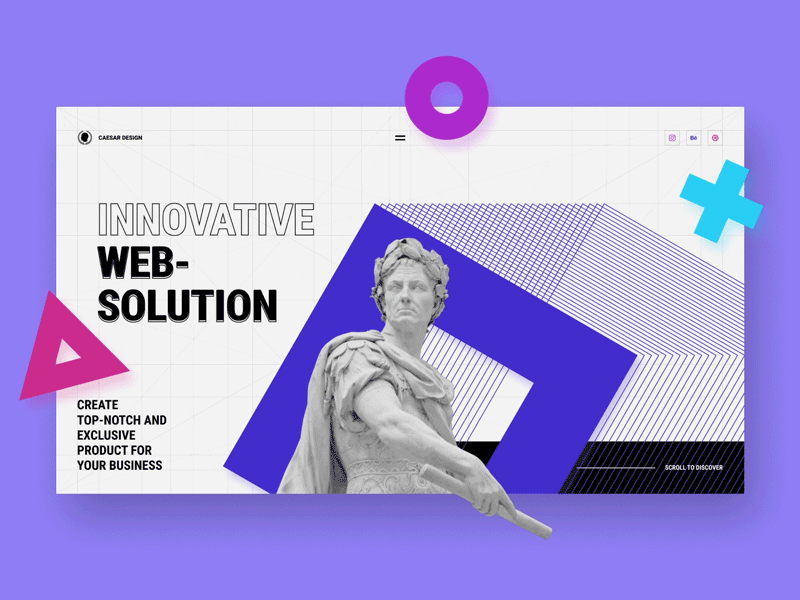 CAESAR DESIGN
Bē
INNOVATIVE
WEB-
SOLUTION
CREATE
TOP-NOTCH AND
EXCLUSIVE
PRODUCT FOR
YOUR BUSINESS
SCROLL TO DISCOVER